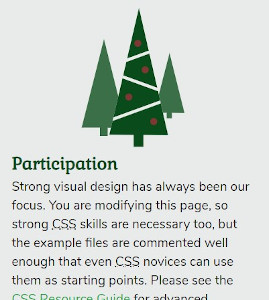 Participation
Strong visual design has always been our
focus. You are modifying this page, so
strong CSS skills are necessary too, but
the example files are commented well
enough that even CSS novices can use
them as starting points. Please see the
CSS Resource Guide for advanced